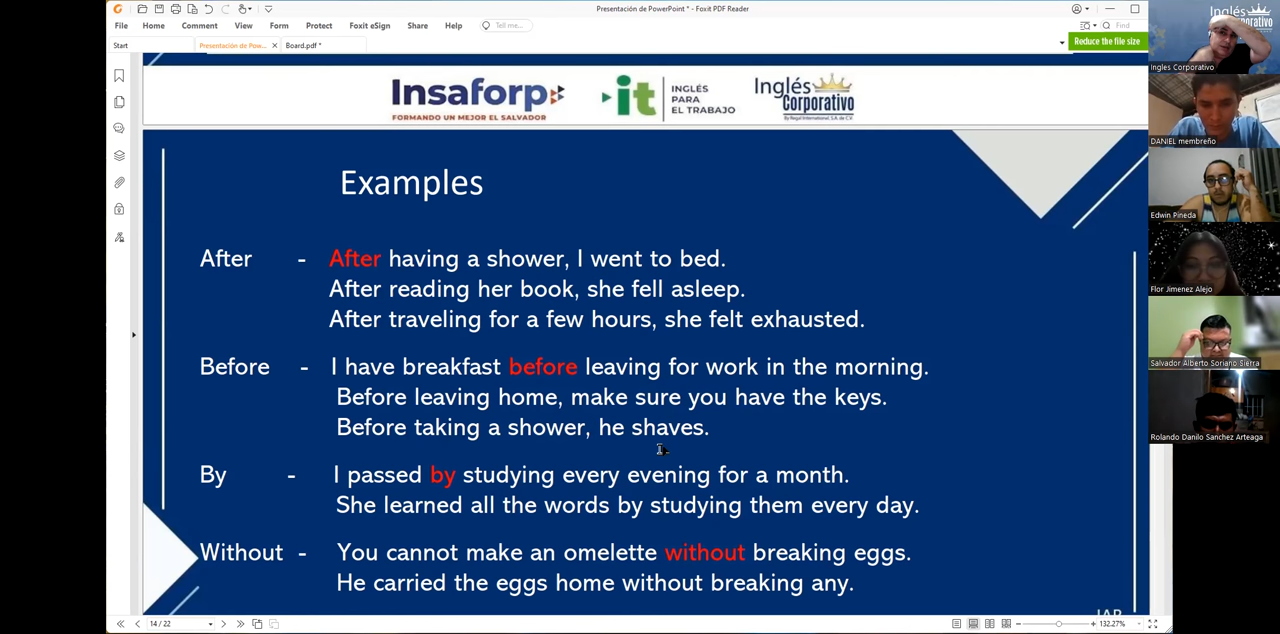 Presentación de PowerPoint * - Foxit PDF Reader
File Home Comment View Form Protect Foxit eSign Share Help Tell me... Find
Start Presentación de Pow... × Board.pdf * Reduce the file size
Insaforp
FORMANDO UN MEJOR EL SALVADOR
it INGLÉS PARA EL TRABAJO
Inglés Corporativo
Examples
After - After having a shower, I went to bed.
After reading her book, she fell asleep.
After traveling for a few hours, she felt exhausted.
Before - I have breakfast before leaving for work in the morning.
Before leaving home, make sure you have the keys.
Before taking a shower, he shaves.
By - I passed by studying every evening for a month.
She learned all the words by studying them every day.
Without - You cannot make an omelette without breaking eggs.
He carried the eggs home without breaking any.
14 / 22
132.27%
Inglés Corporativo
Ingles Corporativo
DANIEL membreño
Edwin Pineda
Flor Jimenez Alejo
Salvador Alberto Soriano Sierra
Rolando Danilo Sanchez Arteaga